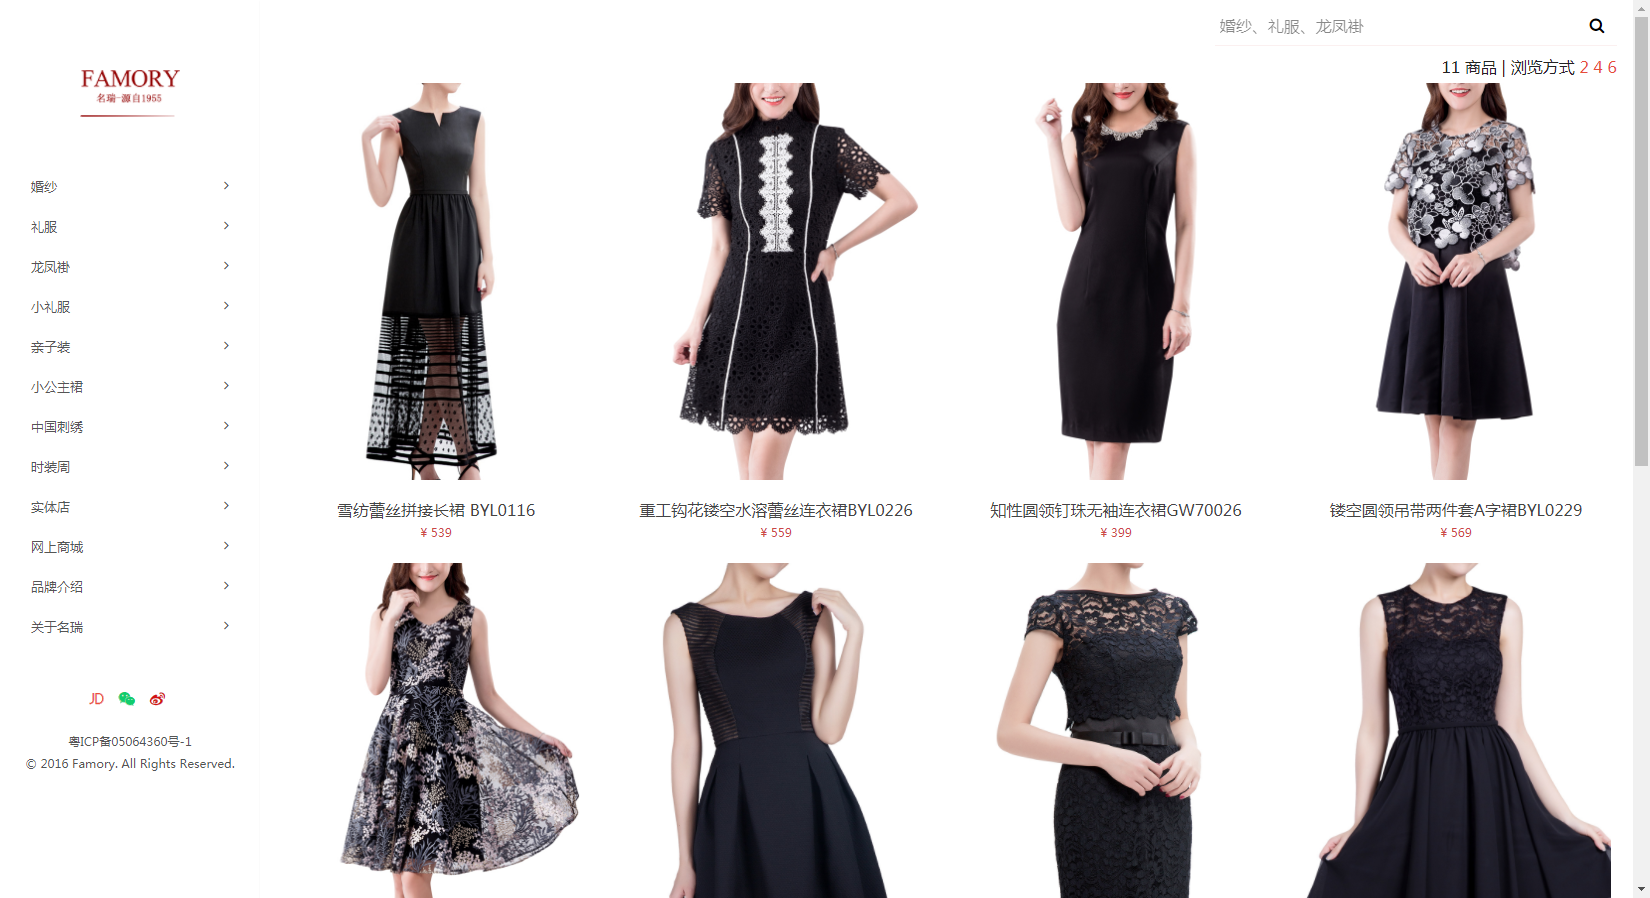 婚纱、礼服、龙凤褂
11 商品 | 浏览方式 2 4 6
FAMORY
名瑞-源自1955
婚纱
礼服
龙凤褂
小礼服
亲子装
小公主裙
中国刺绣
时装周
实体店
网上商城
品牌介绍
关于名瑞
JD
粤ICP备05064360号-1
© 2016 Famory. All Rights Reserved.
雪纺蕾丝拼接长裙 BYL0116
¥ 539
重工钩花镂空水溶蕾丝连衣裙BYL0226
¥ 559
知性圆领钉珠无袖连衣裙GW70026
¥ 399
镂空圆领吊带两件套A字裙BYL0229
¥ 569